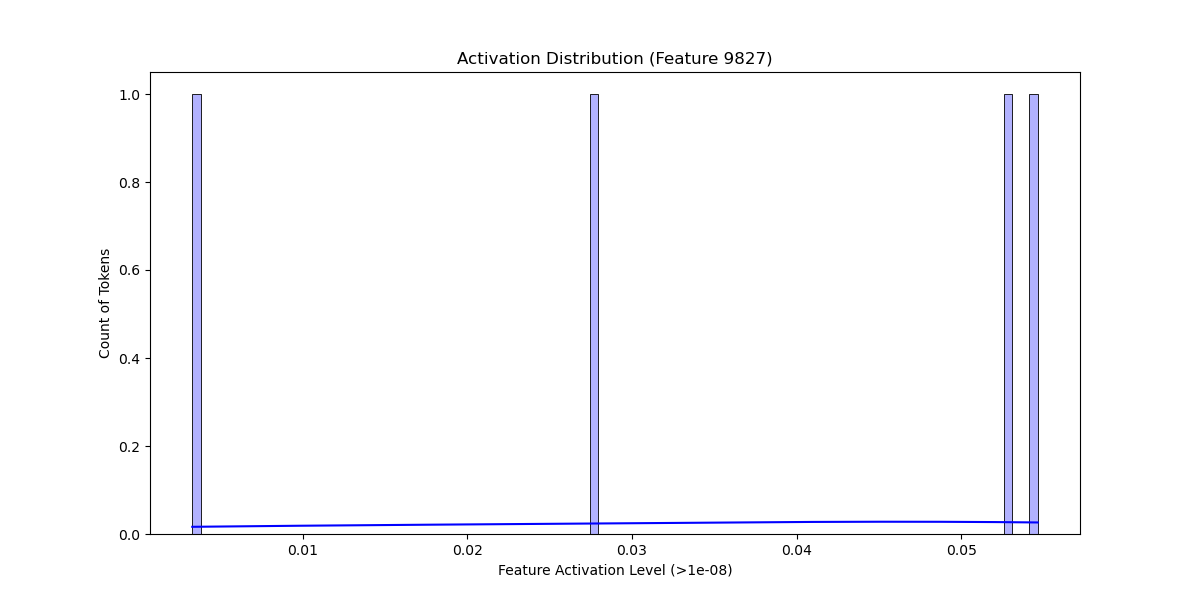 Activation Distribution (Feature 9827)
1.0
0.8
0.6
0.4
0.2
0.0
Count of Tokens
0.01 0.02 0.03 0.04 0.05
Feature Activation Level (>1e-08)